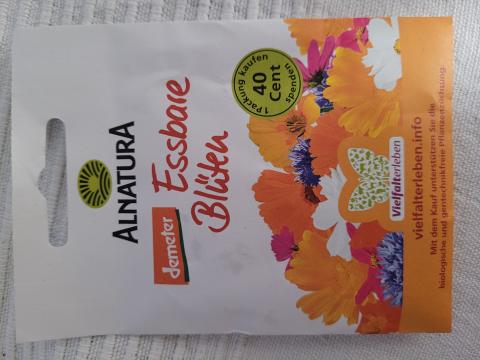 ALNATURA
demeter
Essbare
Blüten
1 Packung kaufen
40
Cent
spenden
Vielfalterleben
vielfalterleben.info
Mit dem Kauf unterstützen Sie die
biologische und gentechnikfreie Pflanzenzüchtung.